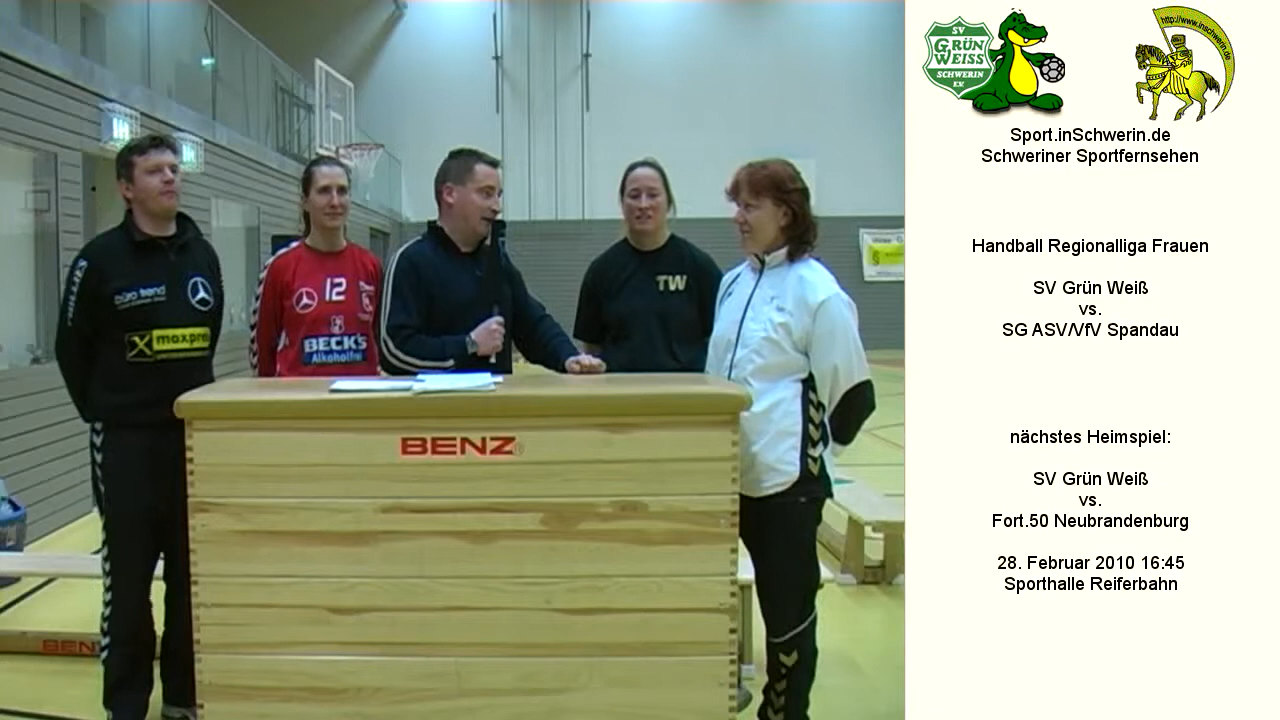 büro trend
maxpre
12
BECK'S
Alkoholfrei
TW
BENZ
BENZ
SV
GRÜN
WEISS
SCHWERIN
E.V.
http://www.inschwerin.de
Sport.inSchwerin.de
Schweriner Sportfernsehen
Handball Regionalliga Frauen
SV Grün Weiß
vs.
SG ASV/VfV Spandau
nächstes Heimspiel:
SV Grün Weiß
vs.
Fort.50 Neubrandenburg
28. Februar 2010 16:45
Sporthalle Reiferbahn